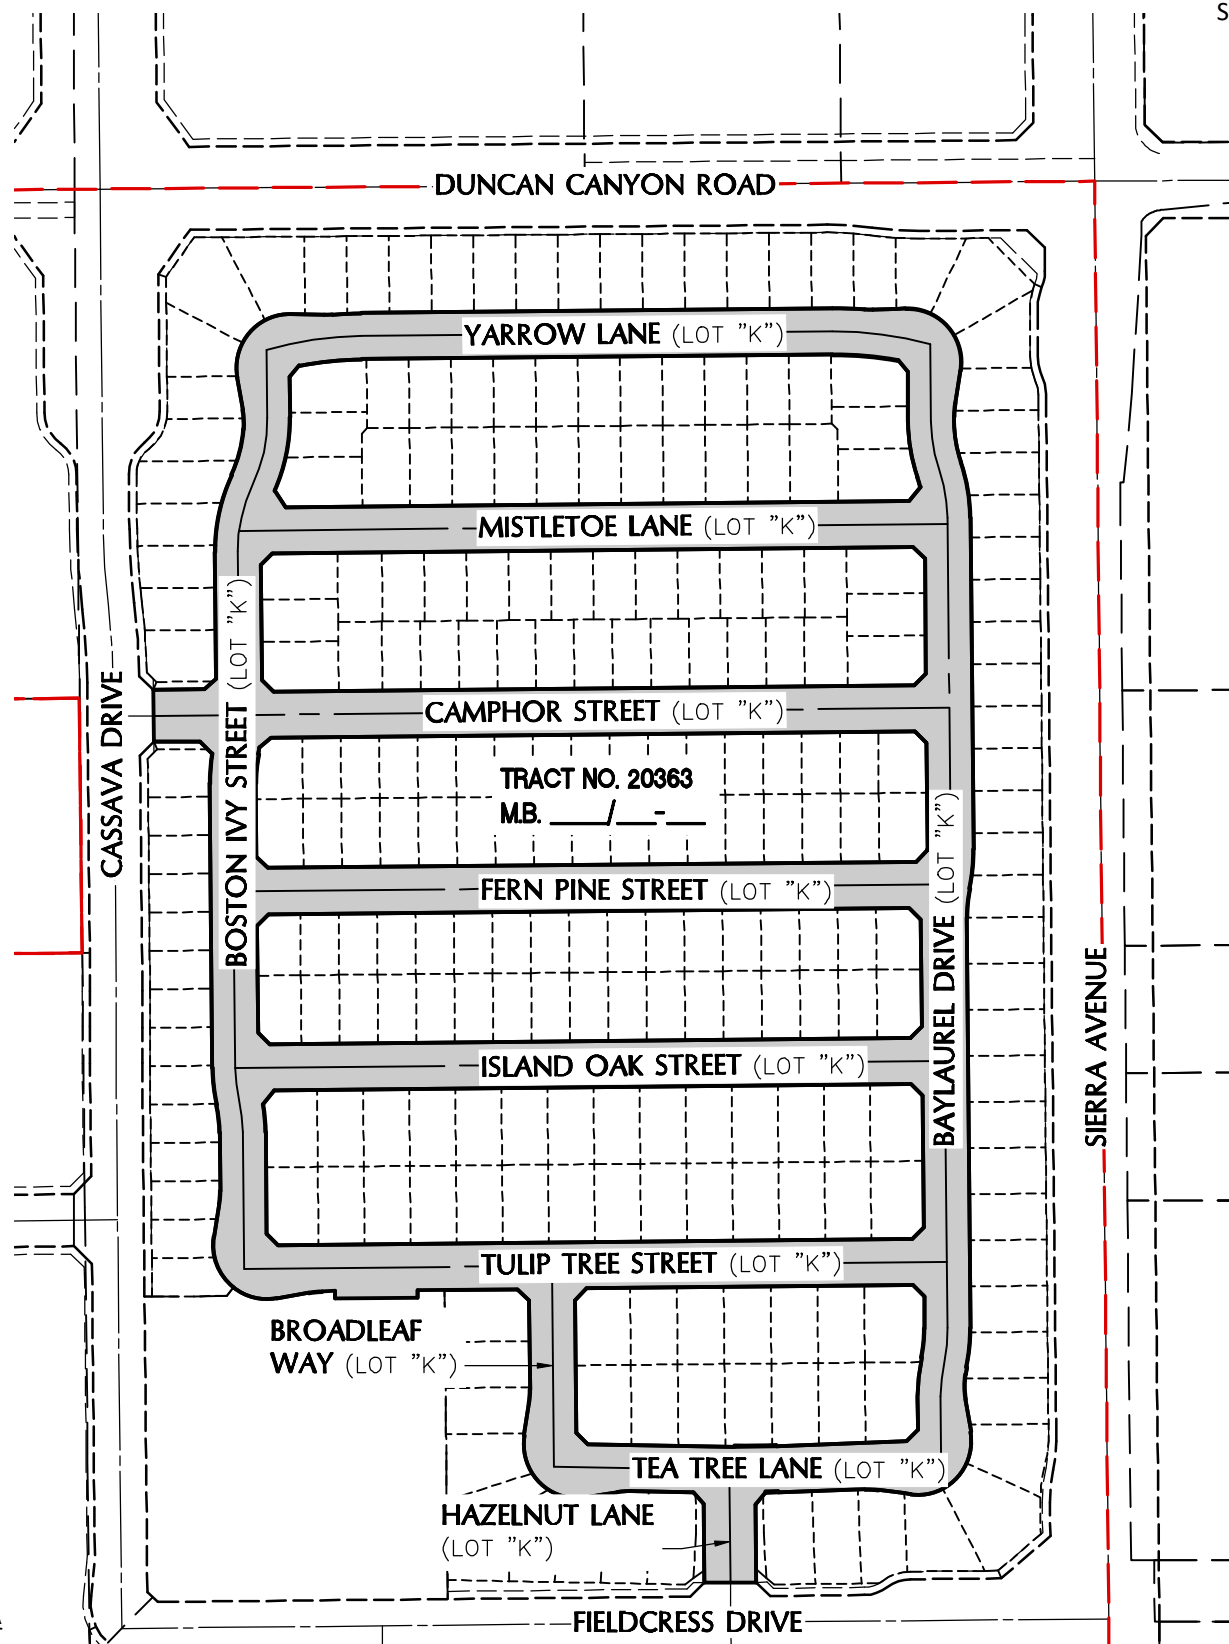 S
DUNCAN CANYON ROAD
YARROW LANE (LOT "K")
MISTLETOE LANE (LOT "K")
BOSTON IVY STREET (LOT "K")
CASSAVA DRIVE
CAMPHOR STREET (LOT "K")
TRACT NO. 20363
M.B. ____/___-___
FERN PINE STREET (LOT "K")
BAYLAUREL DRIVE (LOT "K")
SIERRA AVENUE
ISLAND OAK STREET (LOT "K")
TULIP TREE STREET (LOT "K")
BROADLEAF
WAY (LOT "K")
TEA TREE LANE (LOT "K")
HAZELNUT LANE
(LOT "K")
FIELDCRESS DRIVE